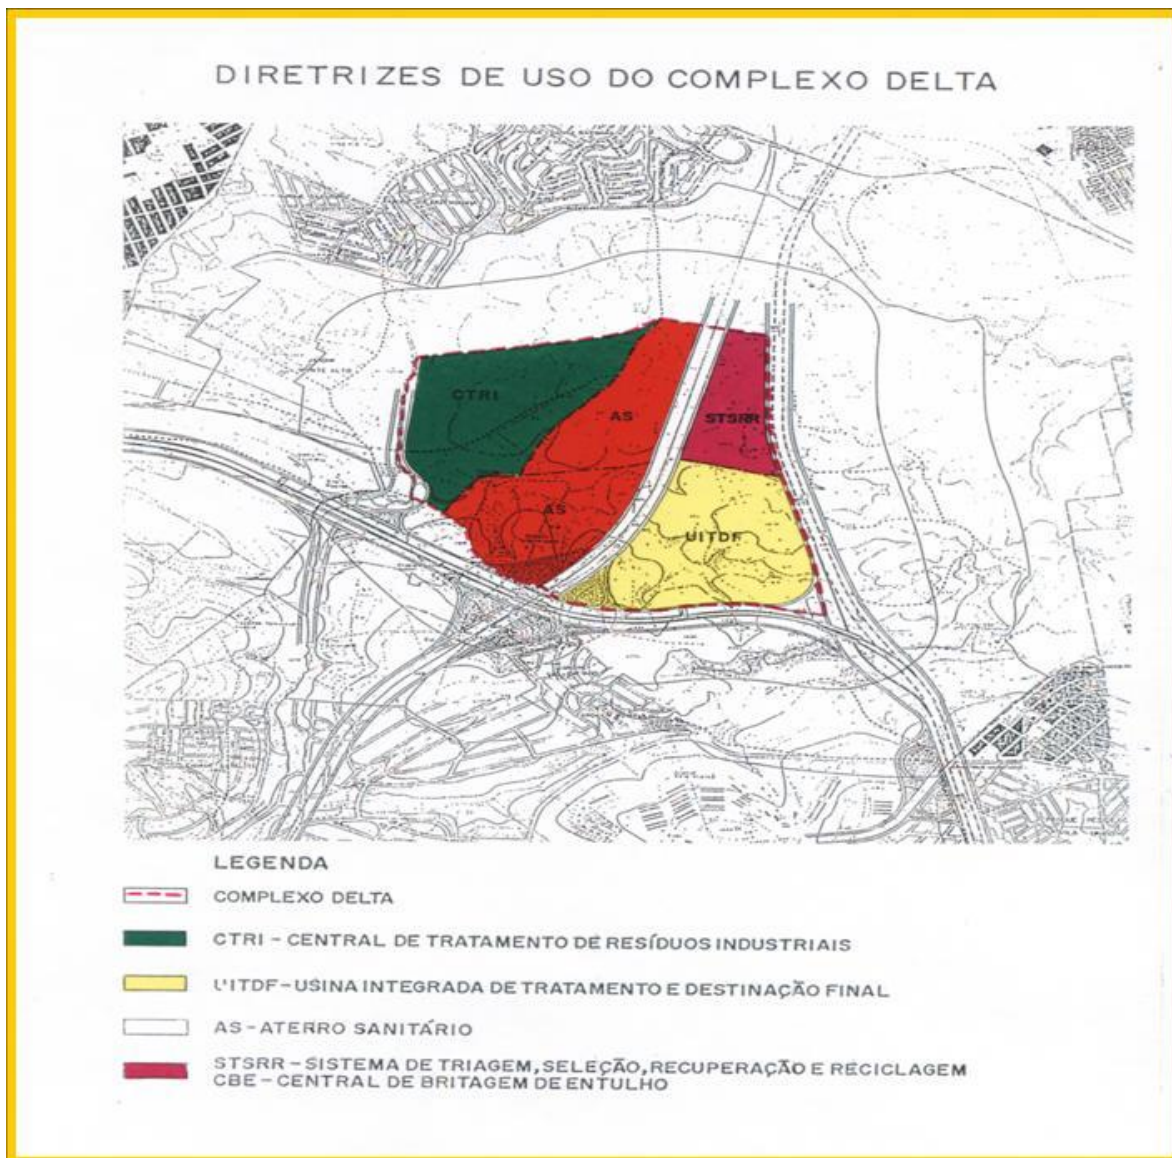 DIRETRIZES DE USO DO COMPLEXO DELTA
CTRI
AS
STSRR
AS
UITDF
LEGENDA
COMPLEXO DELTA
CTRI - CENTRAL DE TRATAMENTO DE RESÍDUOS INDUSTRIAIS
UITDF - USINA INTEGRADA DE TRATAMENTO E DESTINAÇÃO FINAL
AS - ATERRO SANITÁRIO
STSRR - SISTEMA DE TRIAGEM, SELEÇÃO, RECUPERAÇÃO E RECICLAGEM
CBE - CENTRAL DE BRITAGEM DE ENTULHO